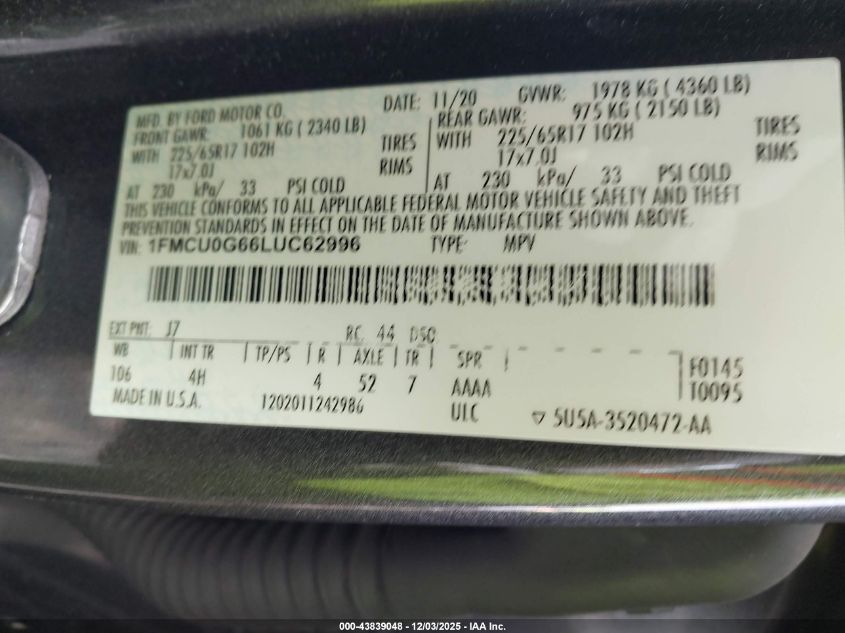 MFD. BY FORD MOTOR CO. DATE: 11/20 GVWR: 1978 KG ( 4360 LB)
FRONT GAWR: 1061 KG ( 2340 LB) REAR GAWR: 975 KG ( 2150 LB)
WITH 225/65R17 102H TIRES WITH 225/65R17 102H TIRES
17x7.0J RIMS 17x7.0J RIMS
AT 230 kPa/ 33 PSI COLD AT 230 kPa/ 33 PSI COLD
THIS VEHICLE CONFORMS TO ALL APPLICABLE FEDERAL MOTOR VEHICLE SAFETY AND THEFT
PREVENTION STANDARDS IN EFFECT ON THE DATE OF MANUFACTURE SHOWN ABOVE.
VIN: 1FMCU0G66LUC62996 TYPE: MPV
EXT PNT: J7 RC: 44 DSO:
WB INT TR TP/PS R AXLE TR SPR F0145
106 4H 4 52 7 AAAA T0095
MADE IN U.S.A. 1202011242986 ULC 5U5A-3520472-AA
000-43839048 - 12/03/2025 - IAA Inc.